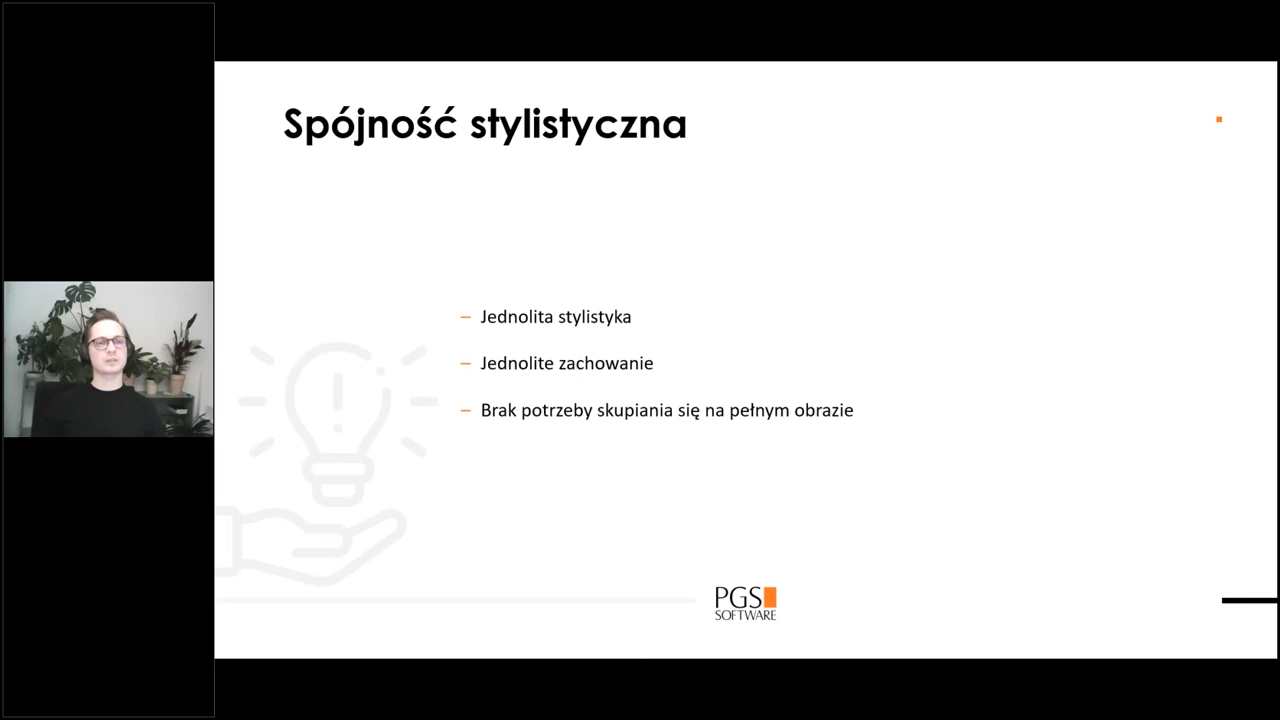 Spójność stylistyczna
– Jednolita stylistyka
– Jednolite zachowanie
– Brak potrzeby skupiania się na pełnym obrazie
PGS
SOFTWARE